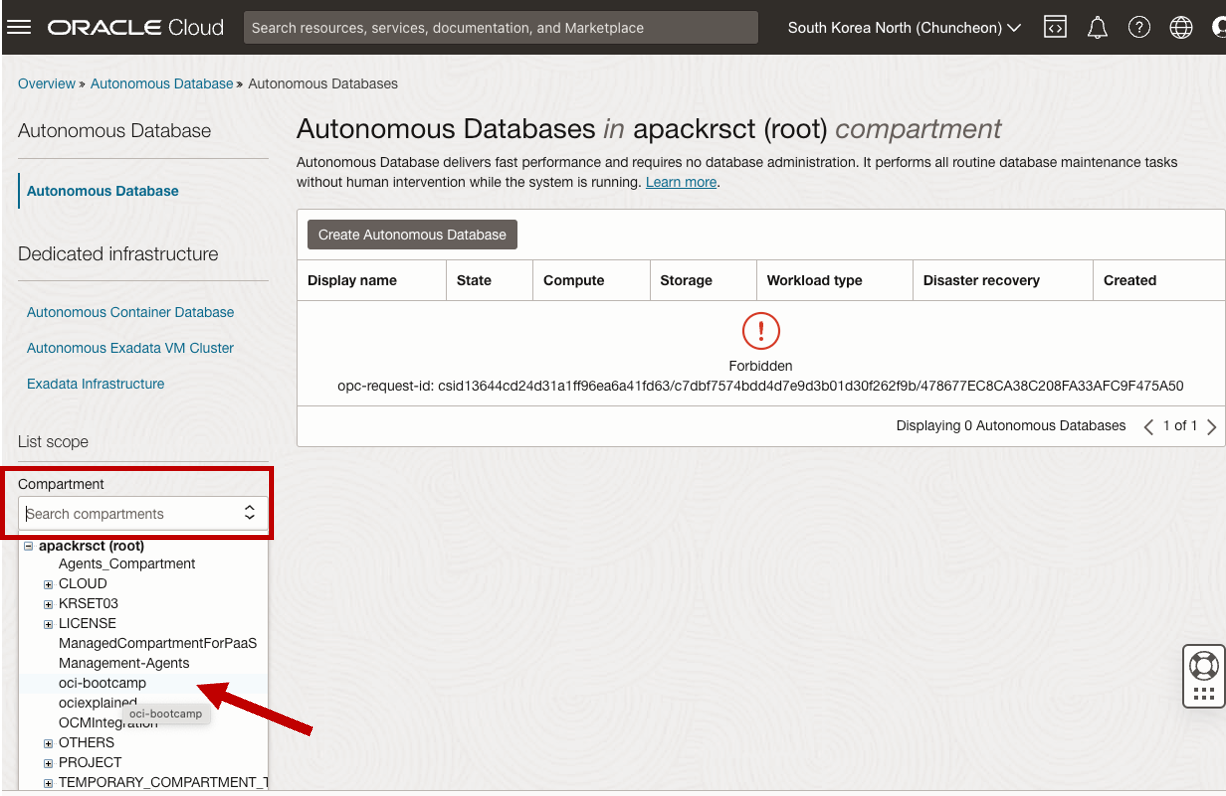 ORACLE Cloud
Search resources, services, documentation, and Marketplace
South Korea North (Chuncheon)
Overview » Autonomous Database » Autonomous Databases
Autonomous Database
Autonomous Database
Dedicated infrastructure
Autonomous Container Database
Autonomous Exadata VM Cluster
Exadata Infrastructure
List scope
Compartment
Search compartments
apackrsct (root)
Agents_Compartment
CLOUD
KRSET03
LICENSE
ManagedCompartmentForPaaS
Management-Agents
oci-bootcamp
ociexplained
oci-bootcamp
OCMIntegration
OTHERS
PROJECT
TEMPORARY_COMPARTMENT_T
Autonomous Databases in apackrsct (root) compartment
Autonomous Database delivers fast performance and requires no database administration. It performs all routine database maintenance tasks
without human intervention while the system is running. Learn more.
Create Autonomous Database
Display name State Compute Storage Workload type Disaster recovery Created
Forbidden
opc-request-id: csid13644cd24d31a1ff96ea6a41fd63/c7dbf7574bdd4d7e9d3b01d30f262f9b/478677EC8CA38C208FA33AFC9F475A50
Displaying 0 Autonomous Databases 1 of 1